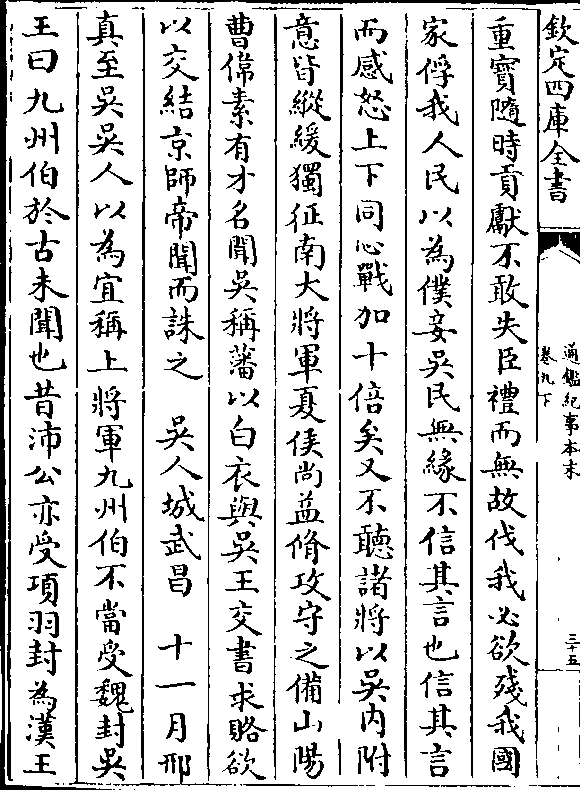 欽定四庫全書
通鑑紀事本末
卷九下
三十五
重寳隨時貢獻不敢失臣禮而無故伐我必欲殘我國
家俘我人民以為僕妾吳民無緣不信其言也信其言
而感怒上下同心戰加十倍矣又不聽諸將以吳内附
意皆縱緩獨征南大將軍夏侯尚益脩攻守之備山陽
曹偉素有才名聞吳稱藩以白衣與吳王交書求賂欲
以交結京師帝聞而誅之　吳人城武昌　十一月邢
真至吳吳人以為宜稱上將軍九州伯不當受魏封吳
王曰九州伯於古未聞也昔沛公亦受項羽封為漢王